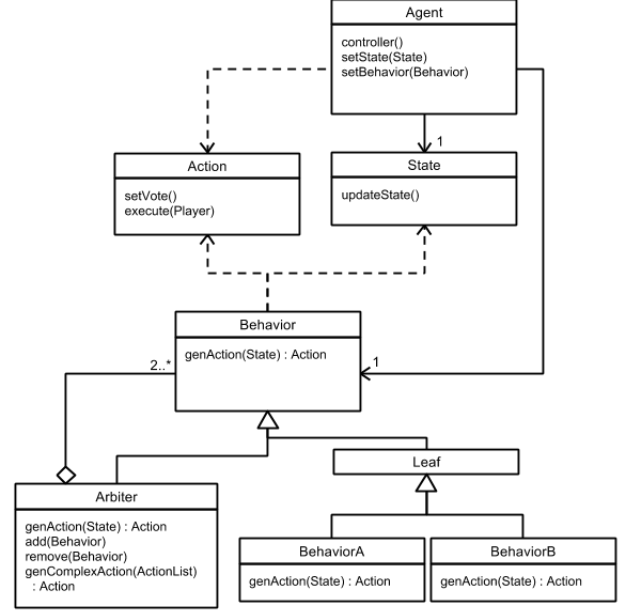 Agent
controller()
setState(State)
setBehavior(Behavior)
1
Action
setVote()
execute(Player)
State
updateState()
Behavior
genAction(State) : Action
2..*
1
Leaf
Arbiter
genAction(State) : Action
add(Behavior)
remove(Behavior)
genComplexAction(ActionList)
: Action
BehaviorA
genAction(State) : Action
BehaviorB
genAction(State) : Action